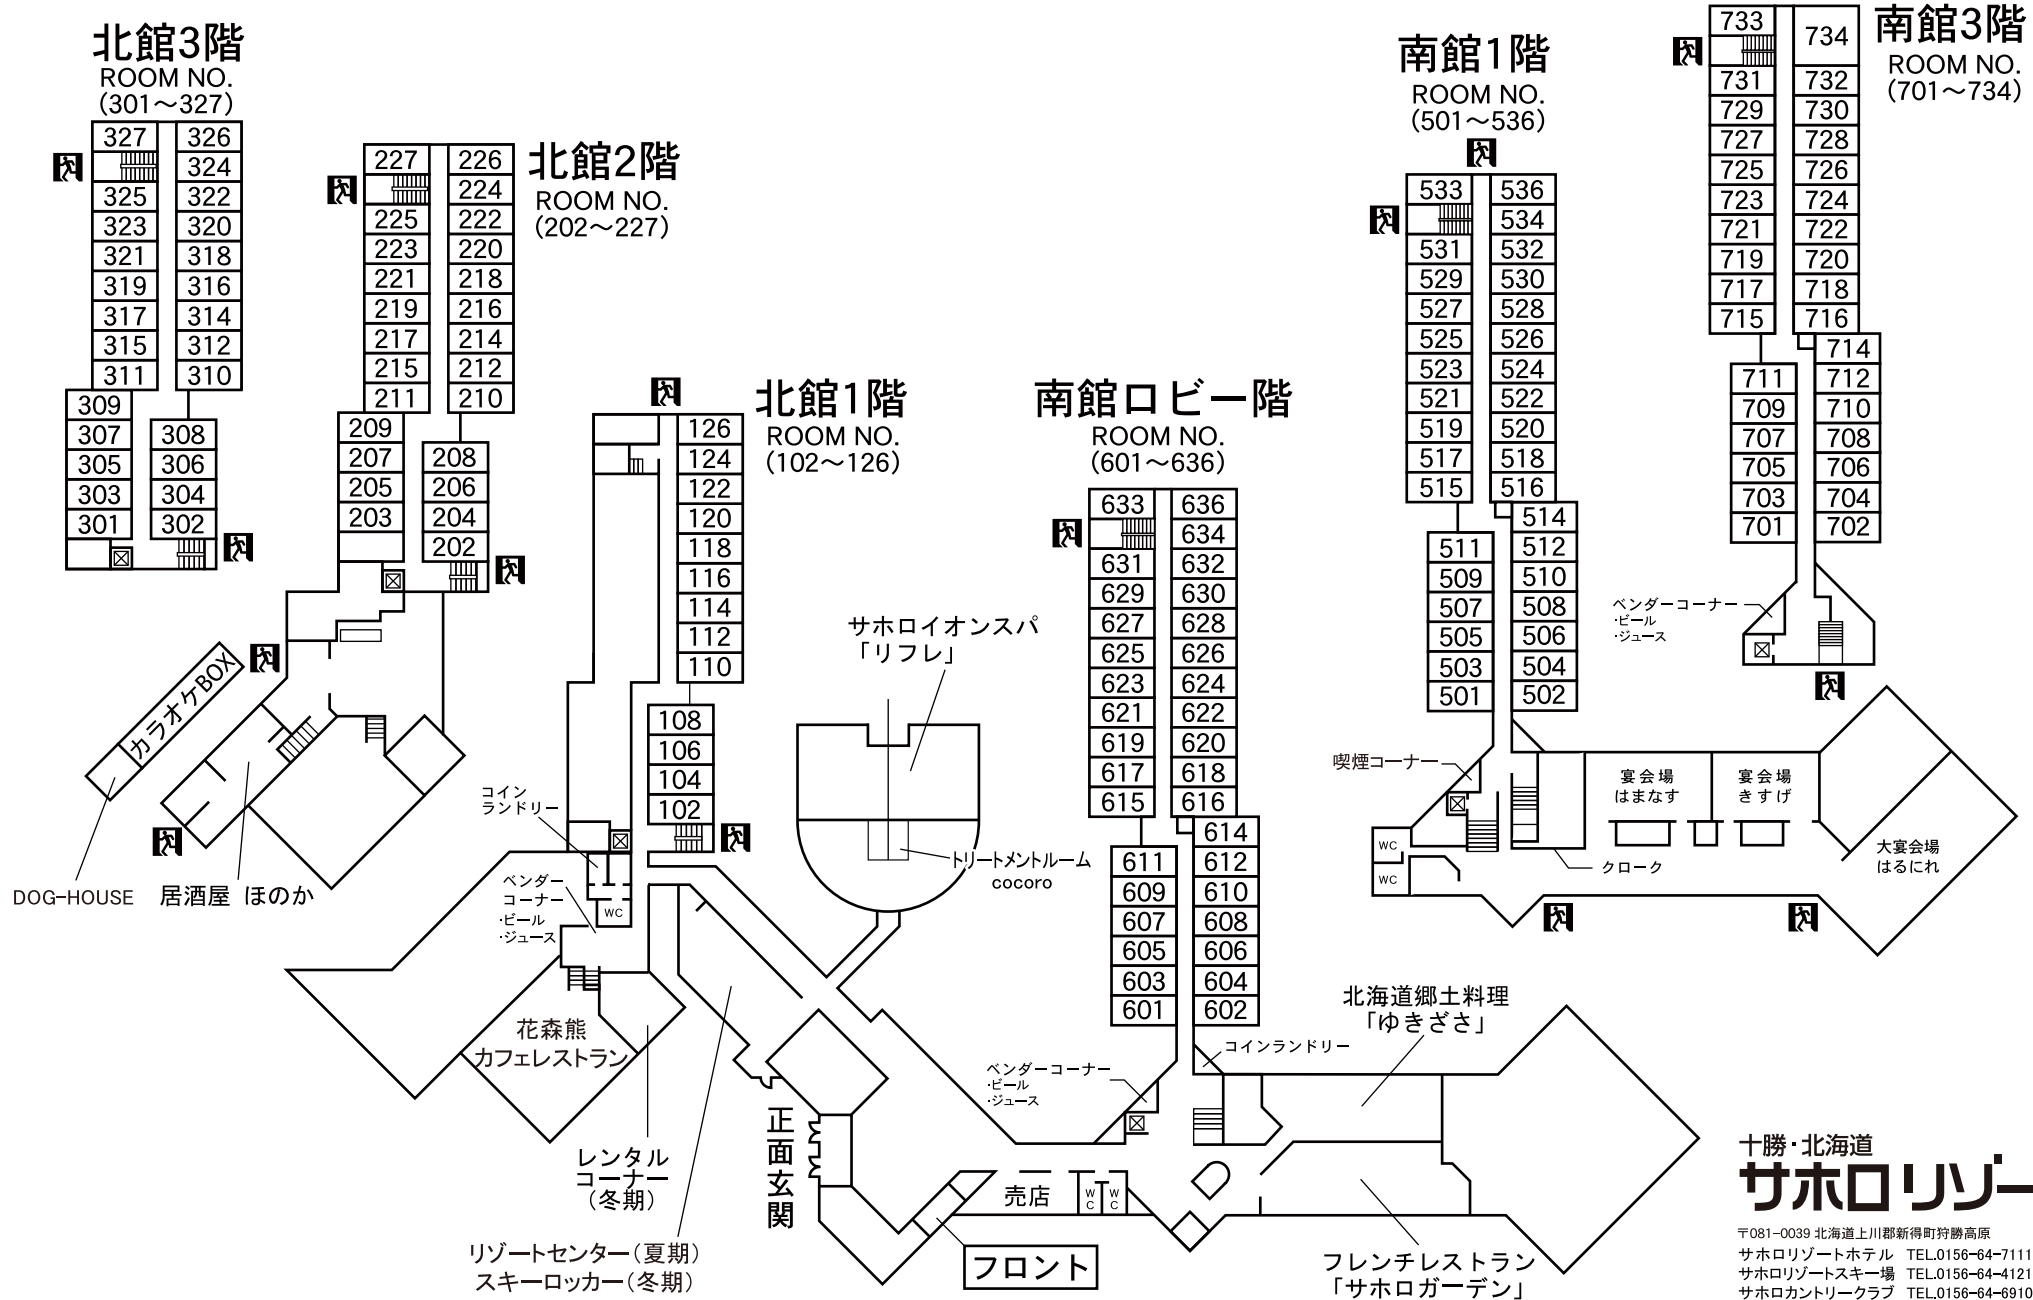 北館3階
ROOM NO.
(301～327)
327 326
324
325 322
323 320
321 318
319 316
317 314
315 312
311 310
309
307 308
305 306
303 304
301 302
北館2階
ROOM NO.
(202～227)
227 226
224
225 222
223 220
221 218
219 216
217 214
215 212
211 210
209
207 208
205 206
203 204
202
カラオケBOX
DOG-HOUSE
居酒屋 ほのか
北館1階
ROOM NO.
(102～126)
126
124
122
120
118
116
114
112
110
108
106
104
102
コイン
ランドリー
ベンダー
コーナー
・ビール
・ジュース
WC
花森熊
カフェレストラン
レンタル
コーナー
(冬期)
リゾートセンター(夏期)
スキーロッカー(冬期)
正面玄関
サホロイオンスパ
「リフレ」
トリートメントルーム
cocoro
南館ロビー階
ROOM NO.
(601～636)
633 636
634
631 632
629 630
627 628
625 626
623 624
621 622
619 620
617 618
615 616
614
611 612
609 610
607 608
605 606
603 604
601 602
コインランドリー
ベンダーコーナー
・ビール
・ジュース
売店
WC
WC
フロント
北海道郷土料理
「ゆきざさ」
フレンチレストラン
「サホロガーデン」
南館1階
ROOM NO.
(501～536)
533 536
534
531 532
529 530
527 528
525 526
523 524
521 522
519 520
517 518
515 516
514
511 512
509 510
507 508
505 506
503 504
501 502
喫煙コーナー
WC
WC
クローク
宴会場
はまなす
宴会場
きすげ
大宴会場
はるにれ
南館3階
ROOM NO.
(701～734)
733 734
731 732
729 730
727 728
725 726
723 724
721 722
719 720
717 718
715 716
714
711 712
709 710
707 708
705 706
703 704
701 702
ベンダーコーナー
・ビール
・ジュース
十勝・北海道
サホロリゾー
〒081-0039 北海道上川郡新得町狩勝高原
サホロリゾートホテル TEL.0156-64-7111
サホロリゾートスキー場 TEL.0156-64-4121
サホロカントリークラブ TEL.0156-64-6910